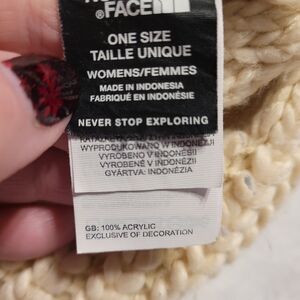 FACE
ONE SIZE
TAILLE UNIQUE
WOMENS/FEMMES
MADE IN INDONESIA
FABRIQUÉ EN INDONÉSIE
NEVER STOP EXPLORING
WYPRODUKOWANO W INDONEZJI
VYROBENO V INDONÉSII
VYROBENÉ V INDONÉZII
GYÁRTVA: INDONÉZIA
GB: 100% ACRYLIC
EXCLUSIVE OF DECORATION